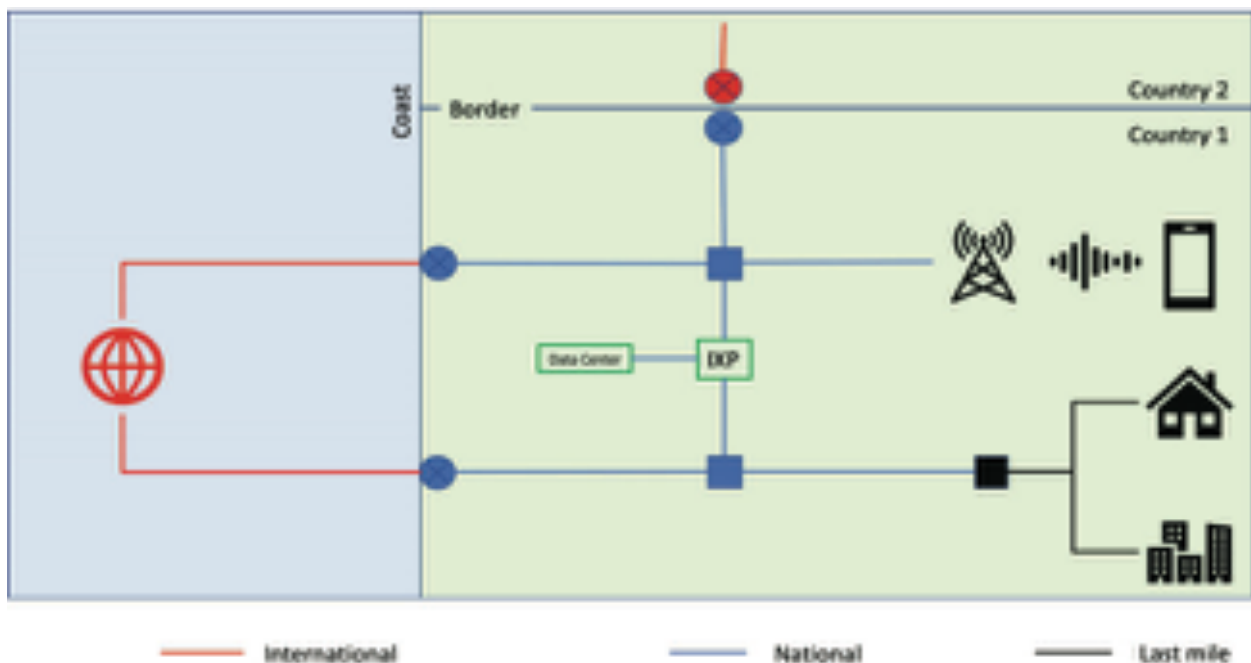 Country 2
Coast
Border
Country 1
Data Center
IXP
International
National
Last mile